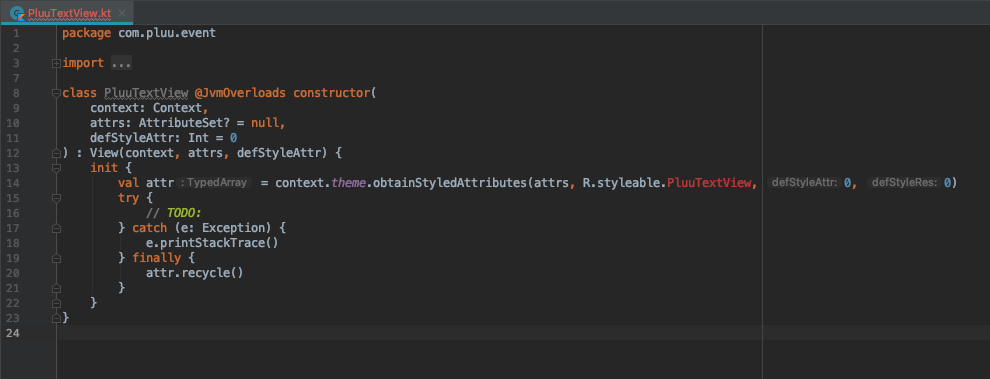 PluuTextView.kt
1 package com.pluu.event
2
3 import ...
7
8 class PluuTextView @JvmOverloads constructor(
9 context: Context,
10 attrs: AttributeSet? = null,
11 defStyleAttr: Int = 0
12 ) : View(context, attrs, defStyleAttr) {
13 init {
14 val attr : TypedArray = context.theme.obtainStyledAttributes(attrs, R.styleable.PluuTextView, defStyleAttr: 0, defStyleRes: 0)
15 try {
16 // TODO:
17 } catch (e: Exception) {
18 e.printStackTrace()
19 } finally {
20 attr.recycle()
21 }
22 }
23 }
24